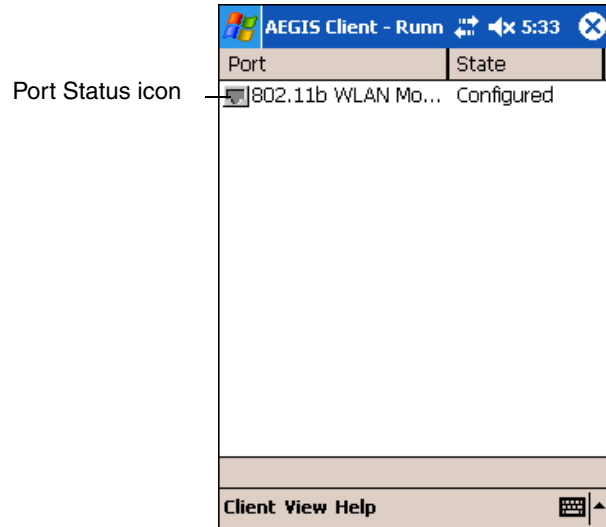 AEGIS Client - Runn 5:33
Port State
Port Status icon
802.11b WLAN Mo... Configured
Client View Help